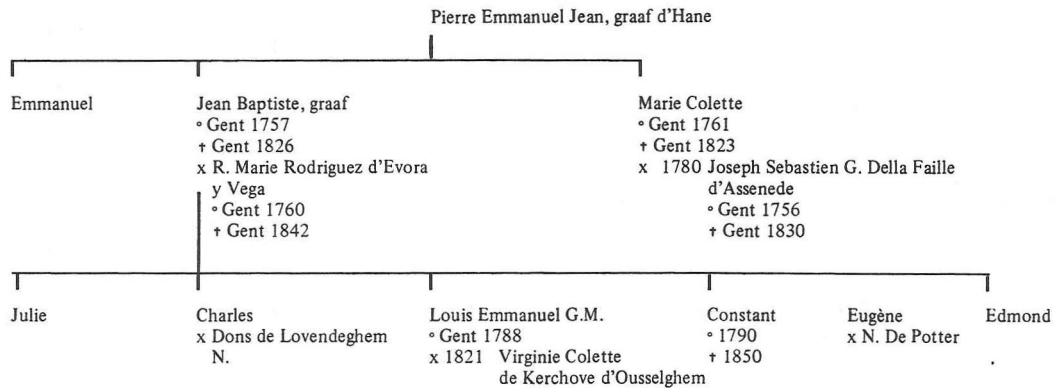 Pierre Emmanuel Jean, graaf d'Hane
Emmanuel
Jean Baptiste, graaf
° Gent 1757
† Gent 1826
x R. Marie Rodriguez d'Evora
y Vega
° Gent 1760
† Gent 1842
Marie Colette
° Gent 1761
† Gent 1823
x 1780 Joseph Sebastien G. Della Faille
d'Assenede
° Gent 1756
† Gent 1830
Julie
Charles
x Dons de Lovendeghem
N.
Louis Emmanuel G.M.
° Gent 1788
x 1821 Virginie Colette
de Kerchove d'Ousselghem
Constant
° 1790
† 1850
Eugène
x N. De Potter
Edmond